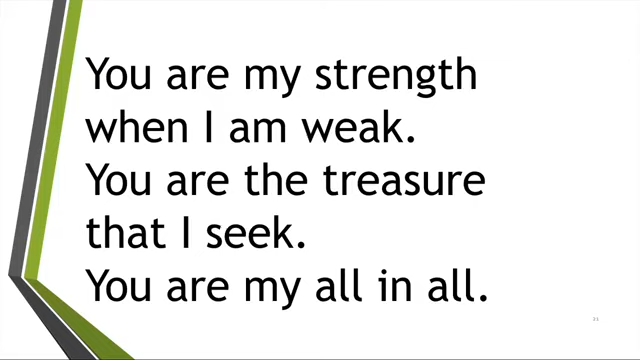 You are my strength
when I am weak.
You are the treasure
that I seek.
You are my all in all.